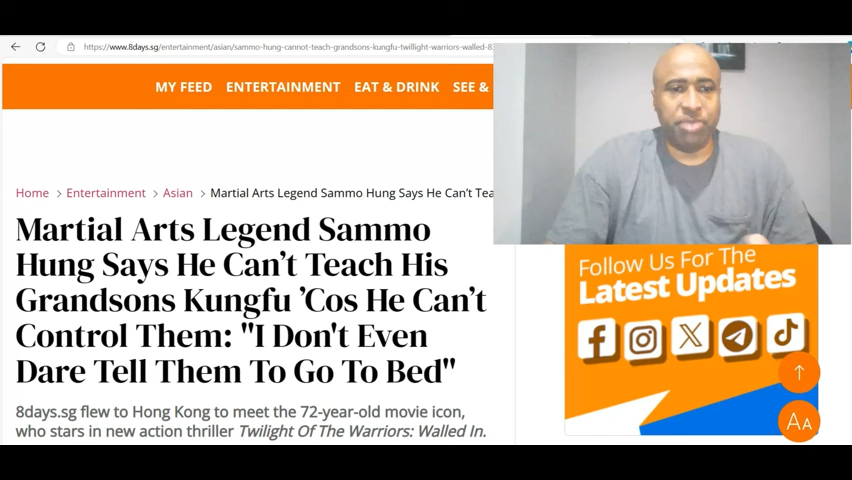 https://www.8days.sg/entertainment/asian/sammo-hung-cannot-teach-grandsons-kungfu-twillight-warriors-walled-8
MY FEED ENTERTAINMENT EAT & DRINK SEE &
Home > Entertainment > Asian > Martial Arts Legend Sammo Hung Says He Can't Tea
Martial Arts Legend Sammo
Hung Says He Can't Teach His
Grandsons Kungfu 'Cos He Can't
Control Them: "I Don't Even
Dare Tell Them To Go To Bed"
8days.sg flew to Hong Kong to meet the 72-year-old movie icon,
who stars in new action thriller Twilight Of The Warriors: Walled In.
Follow Us For The
Latest Updates
AA